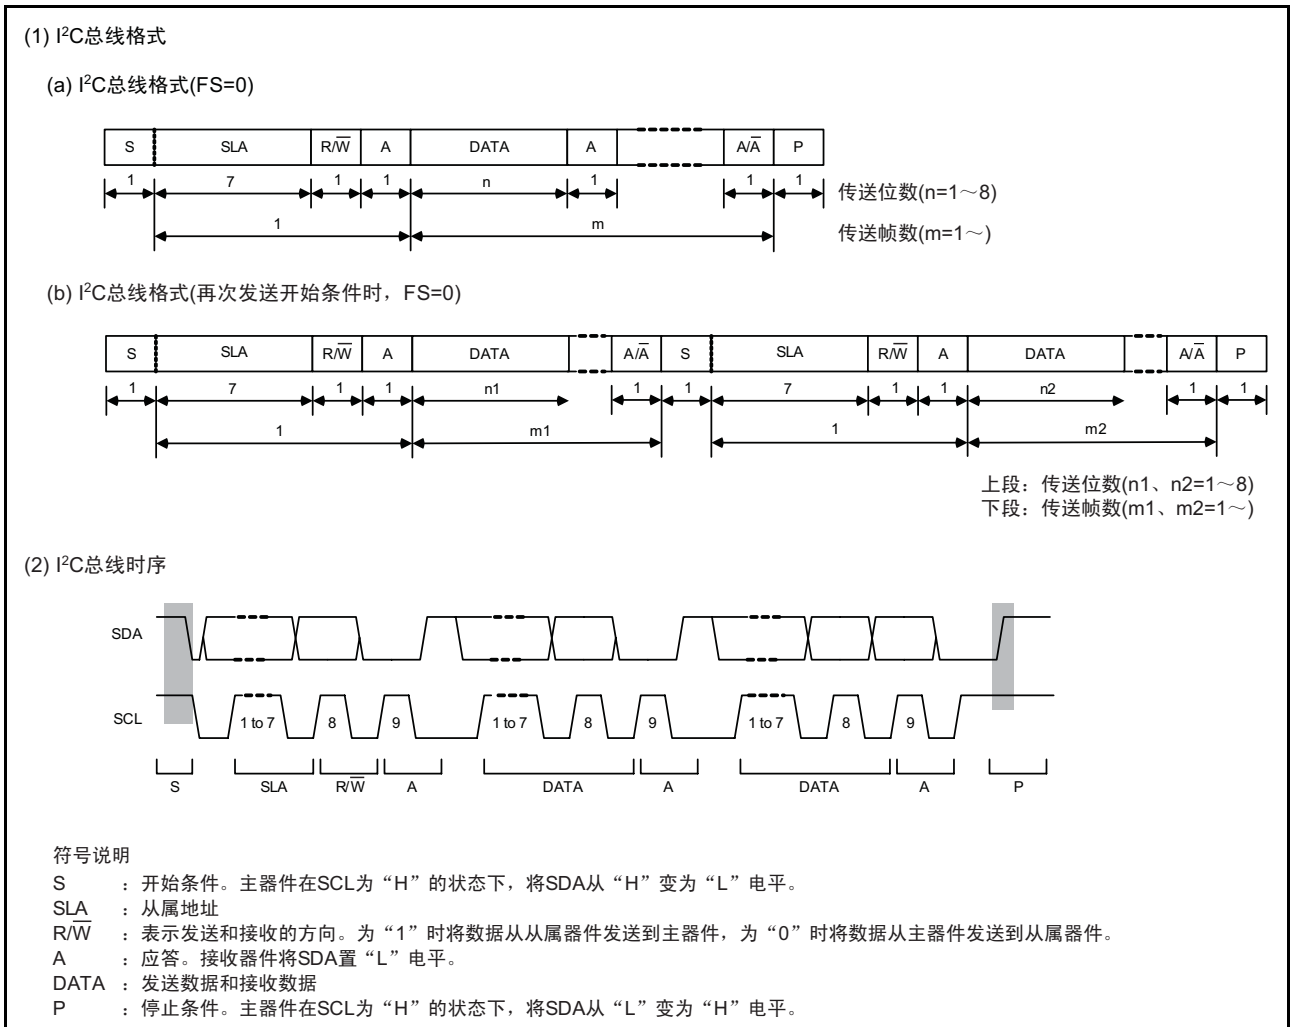 (1) I²C总线格式
(a) I²C总线格式(FS=0)
S SLA R/W̅ A DATA A A/A̅ P
1 7 1 1 n 1 1 1
传送位数(n=1～8)
1 m
传送帧数(m=1～)
(b) I²C总线格式(再次发送开始条件时，FS=0)
S SLA R/W̅ A DATA A/A̅ S SLA R/W̅ A DATA A/A̅ P
1 7 1 1 n1 1 1 7 1 1 n2 1 1
1 m1 1 m2
上段：传送位数(n1、n2=1～8)
下段：传送帧数(m1、m2=1～)
(2) I²C总线时序
SDA
SCL 1 to 7 8 9 1 to 7 8 9 1 to 7 8 9
S SLA R/W̅ A DATA A DATA A P
符号说明
S ：开始条件。主器件在SCL为“H”的状态下，将SDA从“H”变为“L”电平。
SLA ：从属地址
R/W̅ ：表示发送和接收的方向。为“1”时将数据从从属器件发送到主器件，为“0”时将数据从主器件发送到从属器件。
A ：应答。接收器件将SDA置“L”电平。
DATA ：发送数据和接收数据
P ：停止条件。主器件在SCL为“H”的状态下，将SDA从“L”变为“H”电平。